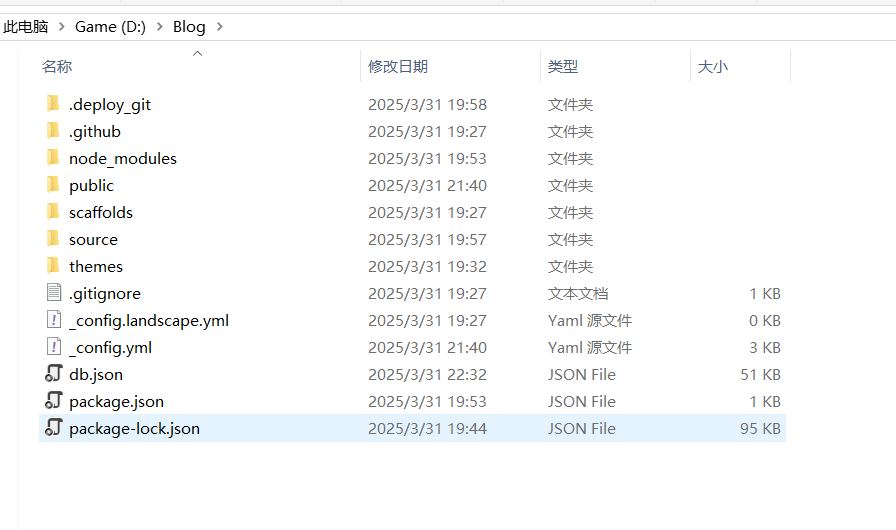 此电脑 > Game (D:) > Blog >
名称 修改日期 类型 大小
.deploy_git 2025/3/31 19:58 文件夹
.github 2025/3/31 19:27 文件夹
node_modules 2025/3/31 19:53 文件夹
public 2025/3/31 21:40 文件夹
scaffolds 2025/3/31 19:27 文件夹
source 2025/3/31 19:57 文件夹
themes 2025/3/31 19:32 文件夹
.gitignore 2025/3/31 19:27 文本文档 1 KB
_config.landscape.yml 2025/3/31 19:27 Yaml 源文件 0 KB
_config.yml 2025/3/31 21:40 Yaml 源文件 3 KB
db.json 2025/3/31 22:32 JSON File 51 KB
package.json 2025/3/31 19:53 JSON File 1 KB
package-lock.json 2025/3/31 19:44 JSON File 95 KB